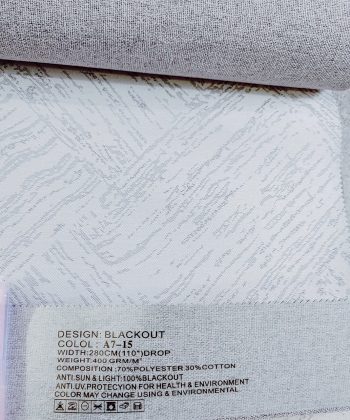 DESIGN: BLACKOUT
COLOL: A7-15
WIDTH:280CM(110")DROP
WEIGHT:400 GRM/M²
COMPOSITION :70%POLYESTER 30%COTTON
ANTI.SUN & LIGHT:100%BLACKOUT
ANTI.UV.PROTECYION FOR HEALTH & ENVIRONMENT
COLOR MAY CHANGE USING & ENVIRONMENTAL